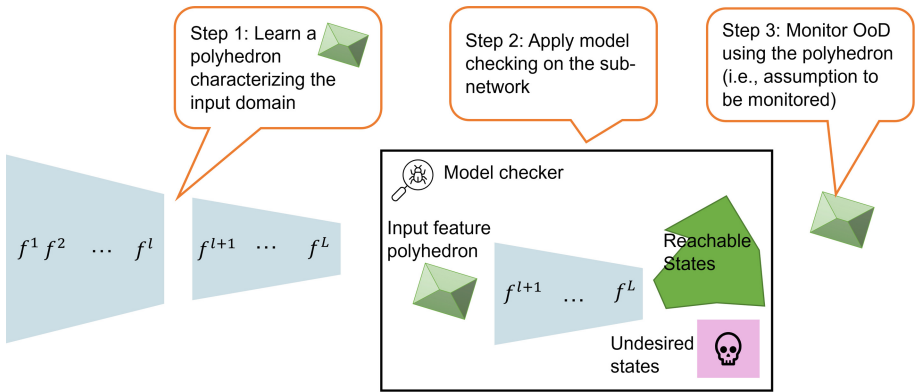 Step 1: Learn a
polyhedron
characterizing the
input domain
Step 2: Apply model
checking on the sub-
network
Step 3: Monitor OoD
using the polyhedron
(i.e., assumption to
be monitored)
f¹ f² ... fˡ
fˡ⁺¹ ... fᴸ
Model checker
Input feature
polyhedron
fˡ⁺¹ ... fᴸ
Reachable
States
Undesired
states